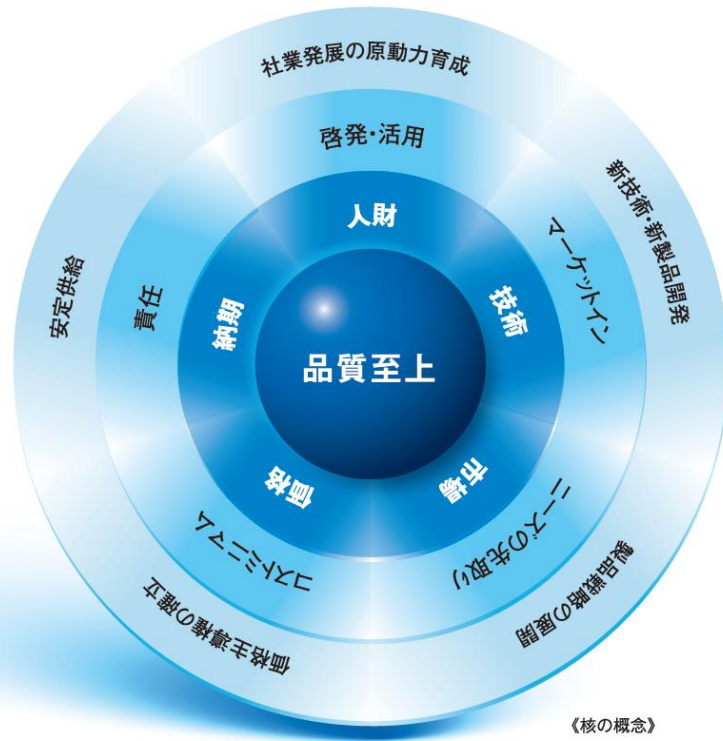 社業発展の原動力育成
啓発・活用
人財
新技術・新製品開発
マーケットイン
技術
安定供給
責任
納期
品質至上
価格
市場
コストミニマム
ニーズの先取り
価格主導権の確立
製品戦略の展開
《核の概念》